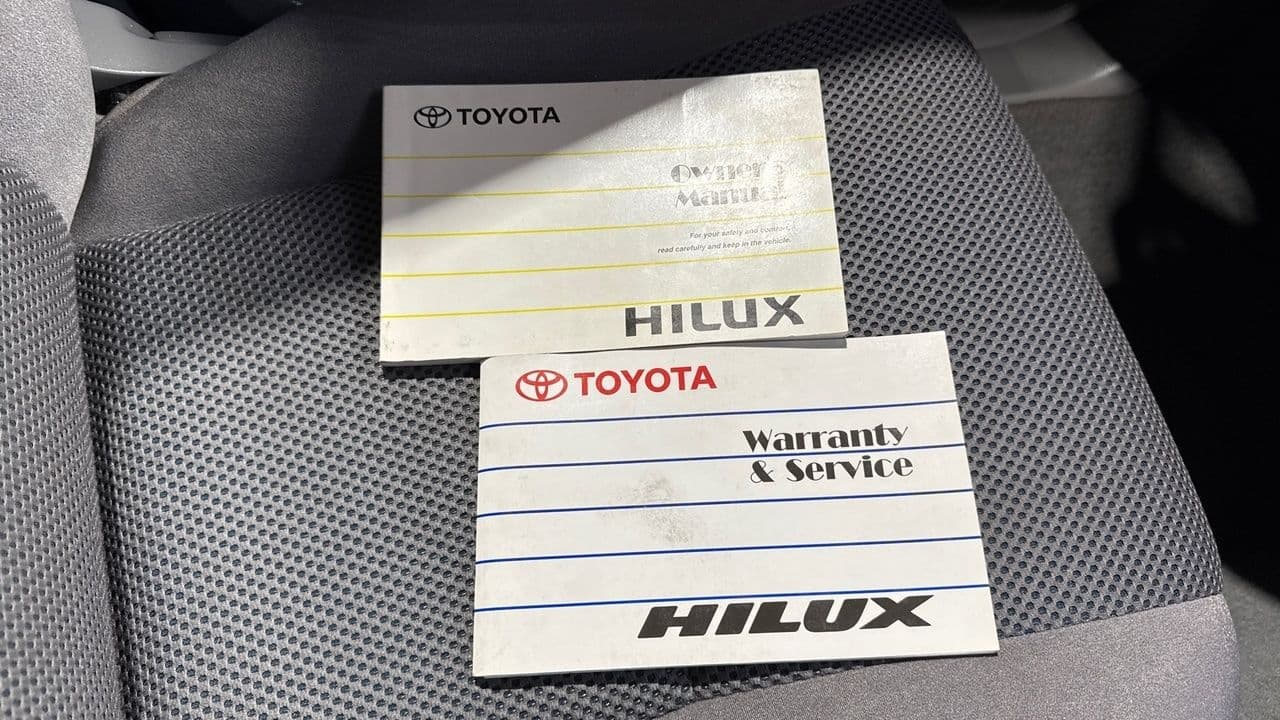 TOYOTA
Owner's
Manual
For your safety and comfort,
read carefully and keep in the vehicle.
HILUX
TOYOTA
Warranty
& Service
HILUX